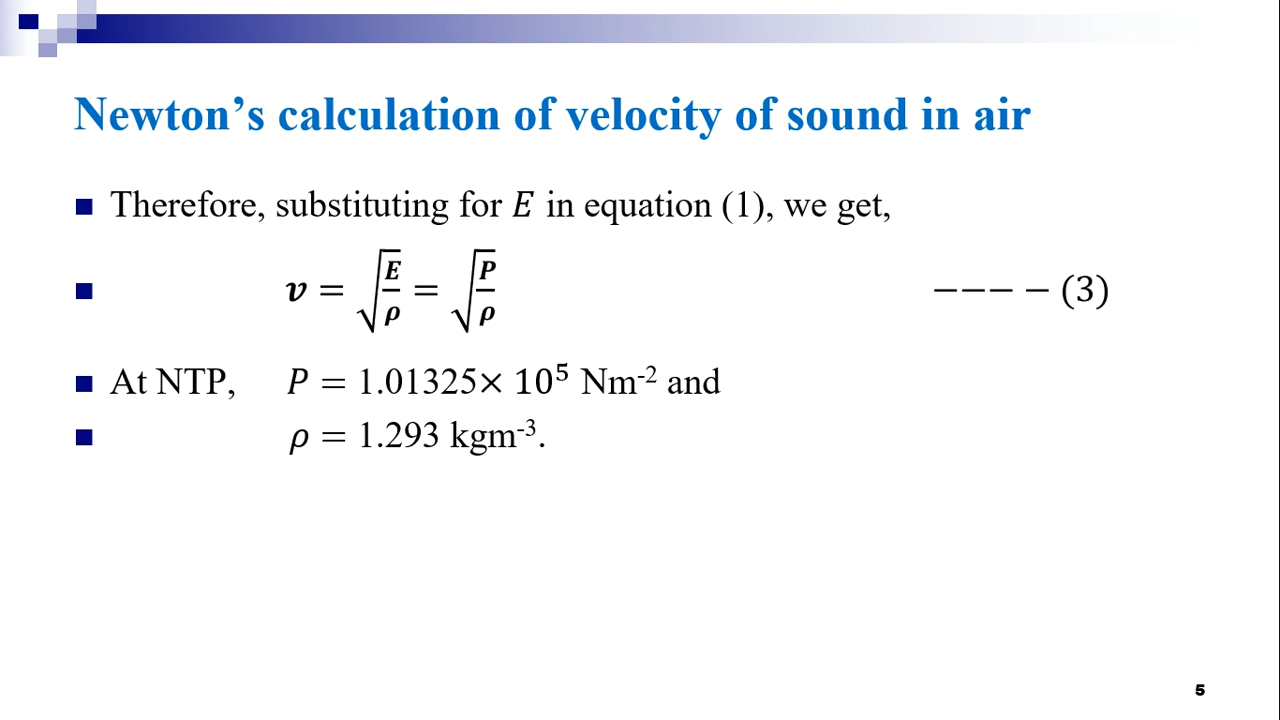 Newton’s calculation of velocity of sound in air
Therefore, substituting for E in equation (1), we get,
v = √(E/ρ) = √(P/ρ) −−− − (3)
At NTP, P = 1.01325× 10⁵ Nm⁻² and
ρ = 1.293 kgm⁻³.
5